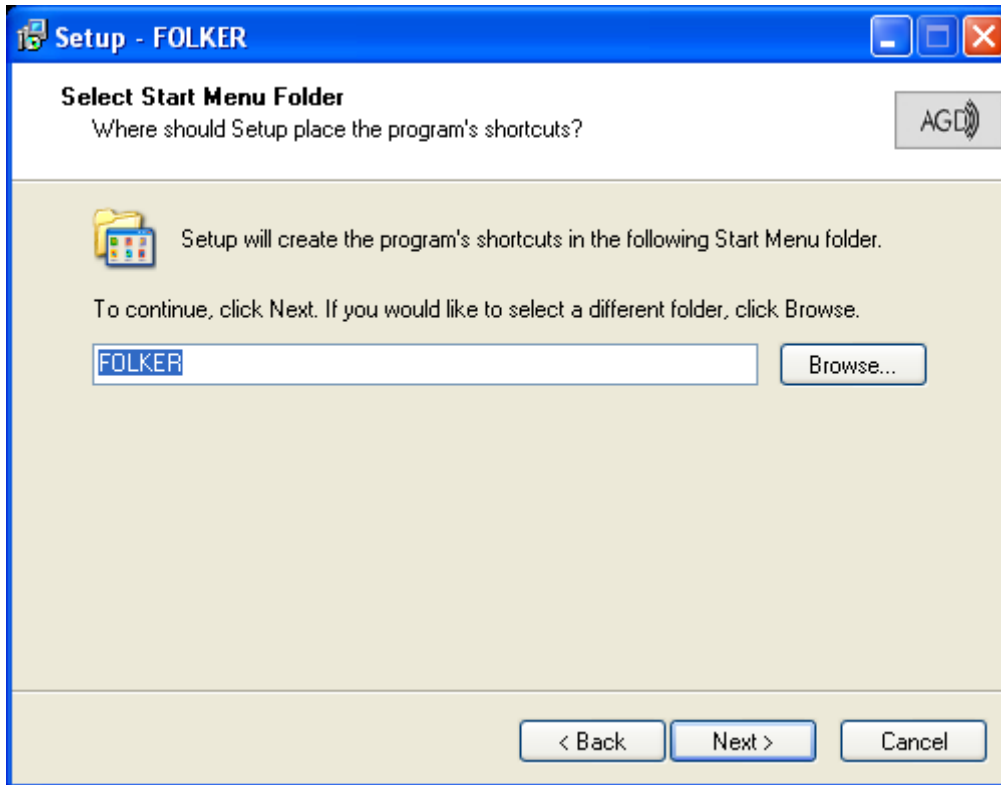 Setup - FOLKER
Select Start Menu Folder
Where should Setup place the program's shortcuts?
AGD
Setup will create the program's shortcuts in the following Start Menu folder.
To continue, click Next. If you would like to select a different folder, click Browse.
FOLKER
Browse...
< Back
Next >
Cancel